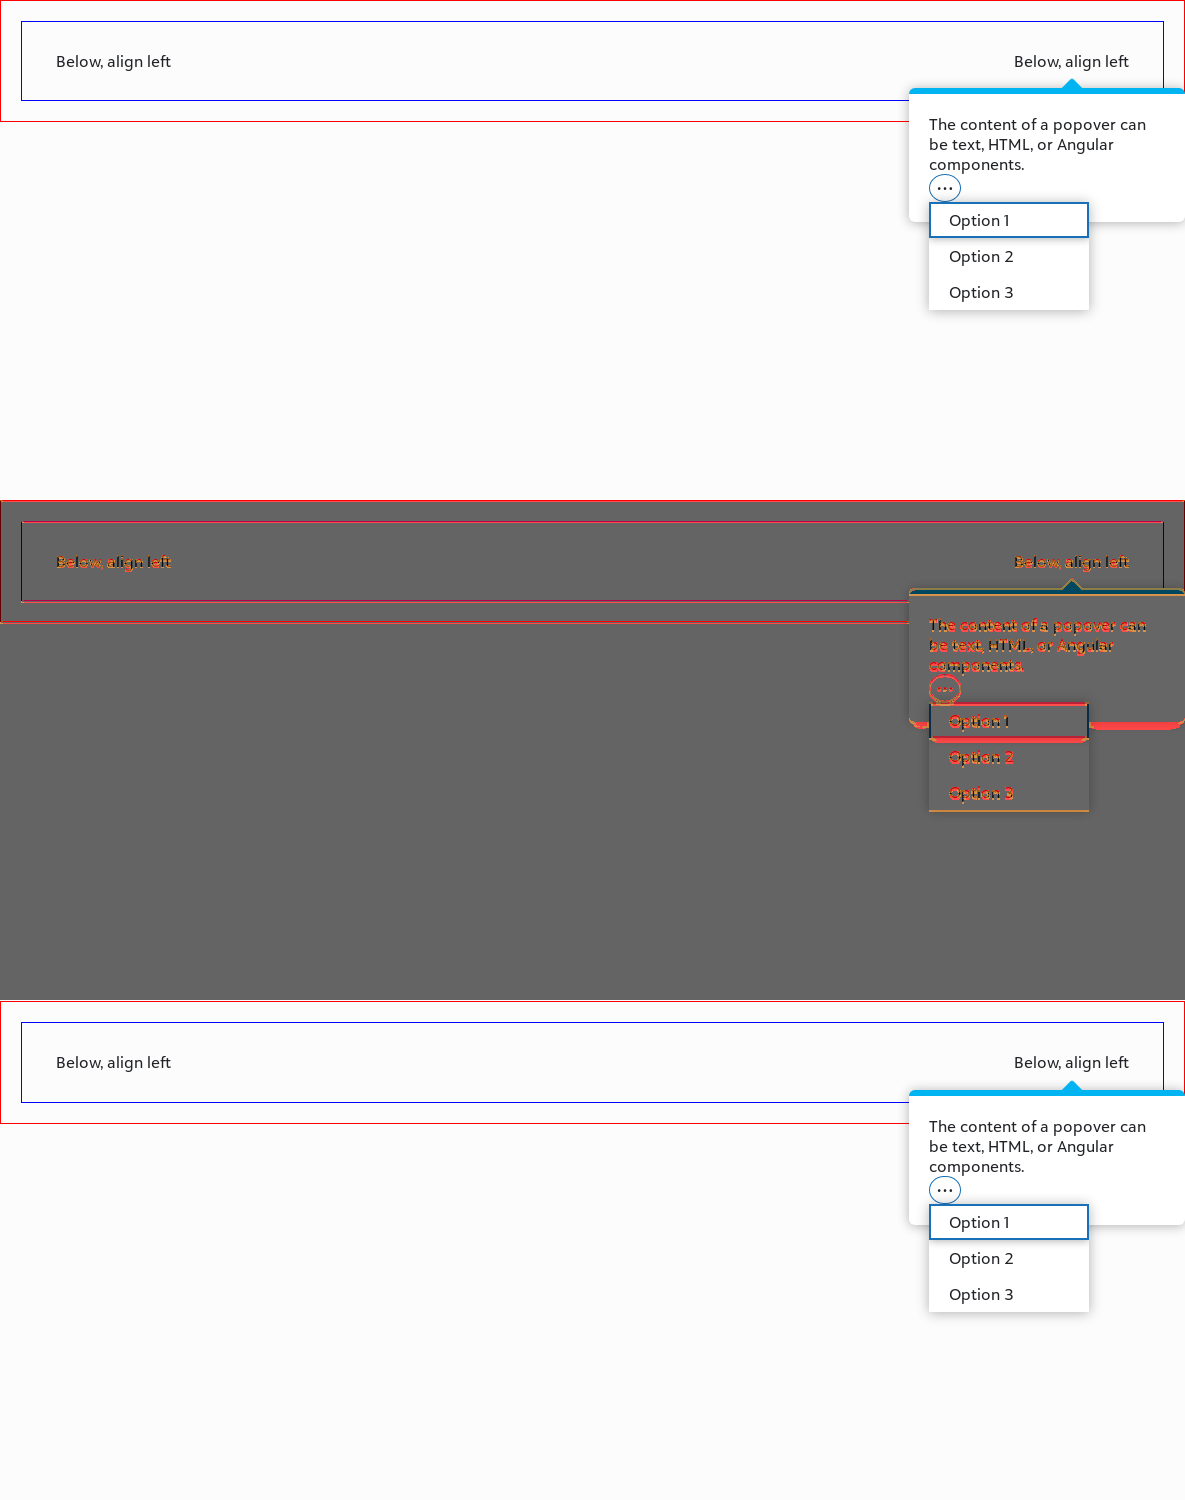 Below, align left Below, align left
The content of a popover can
be text, HTML, or Angular
components.
Option 1
Option 2
Option 3
Below, align left Below, align left
The content of a popover can
be text, HTML, or Angular
components.
Option 1
Option 2
Option 3
Below, align left Below, align left
The content of a popover can
be text, HTML, or Angular
components.
Option 1
Option 2
Option 3